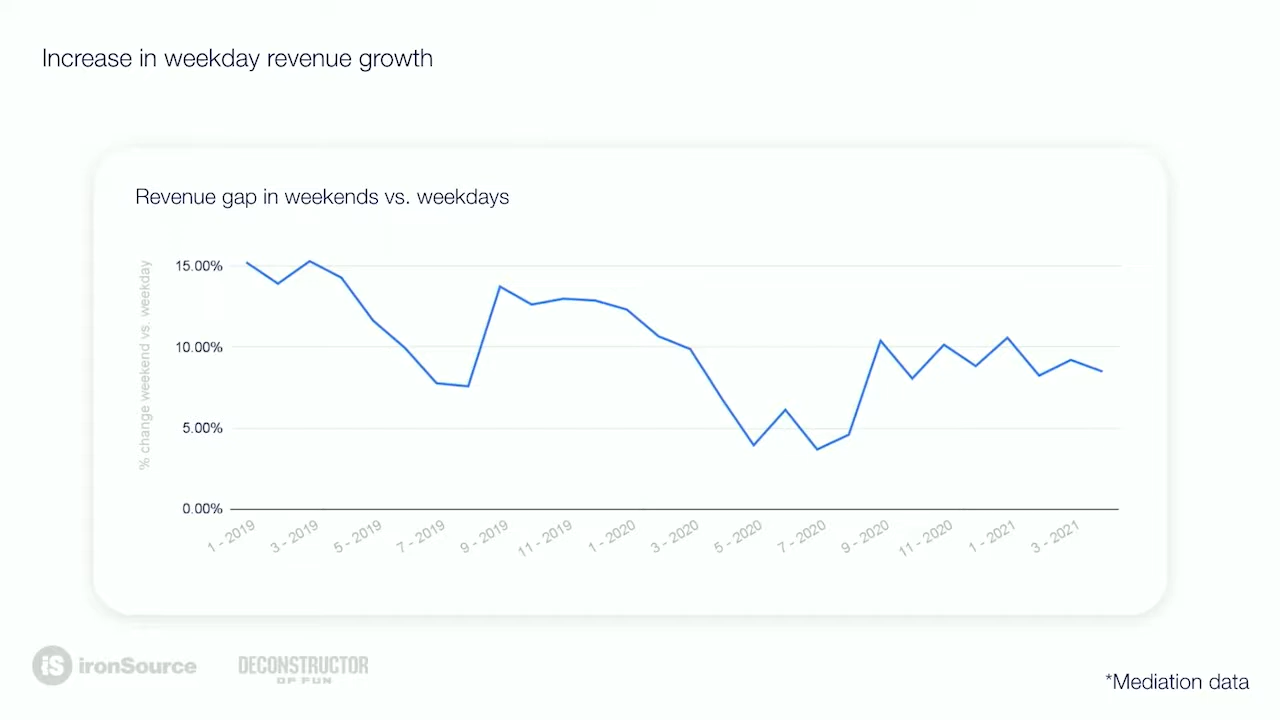 Increase in weekday revenue growth
Revenue gap in weekends vs. weekdays
% change weekend vs. weekday
15.00%
10.00%
5.00%
0.00%
1 - 2019
3 - 2019
5 - 2019
7 - 2019
9 - 2019
11 - 2019
1 - 2020
3 - 2020
5 - 2020
7 - 2020
9 - 2020
11 - 2020
1 - 2021
3 - 2021
iS ironSource
DECONSTRUCTOR
OF FUN
*Mediation data